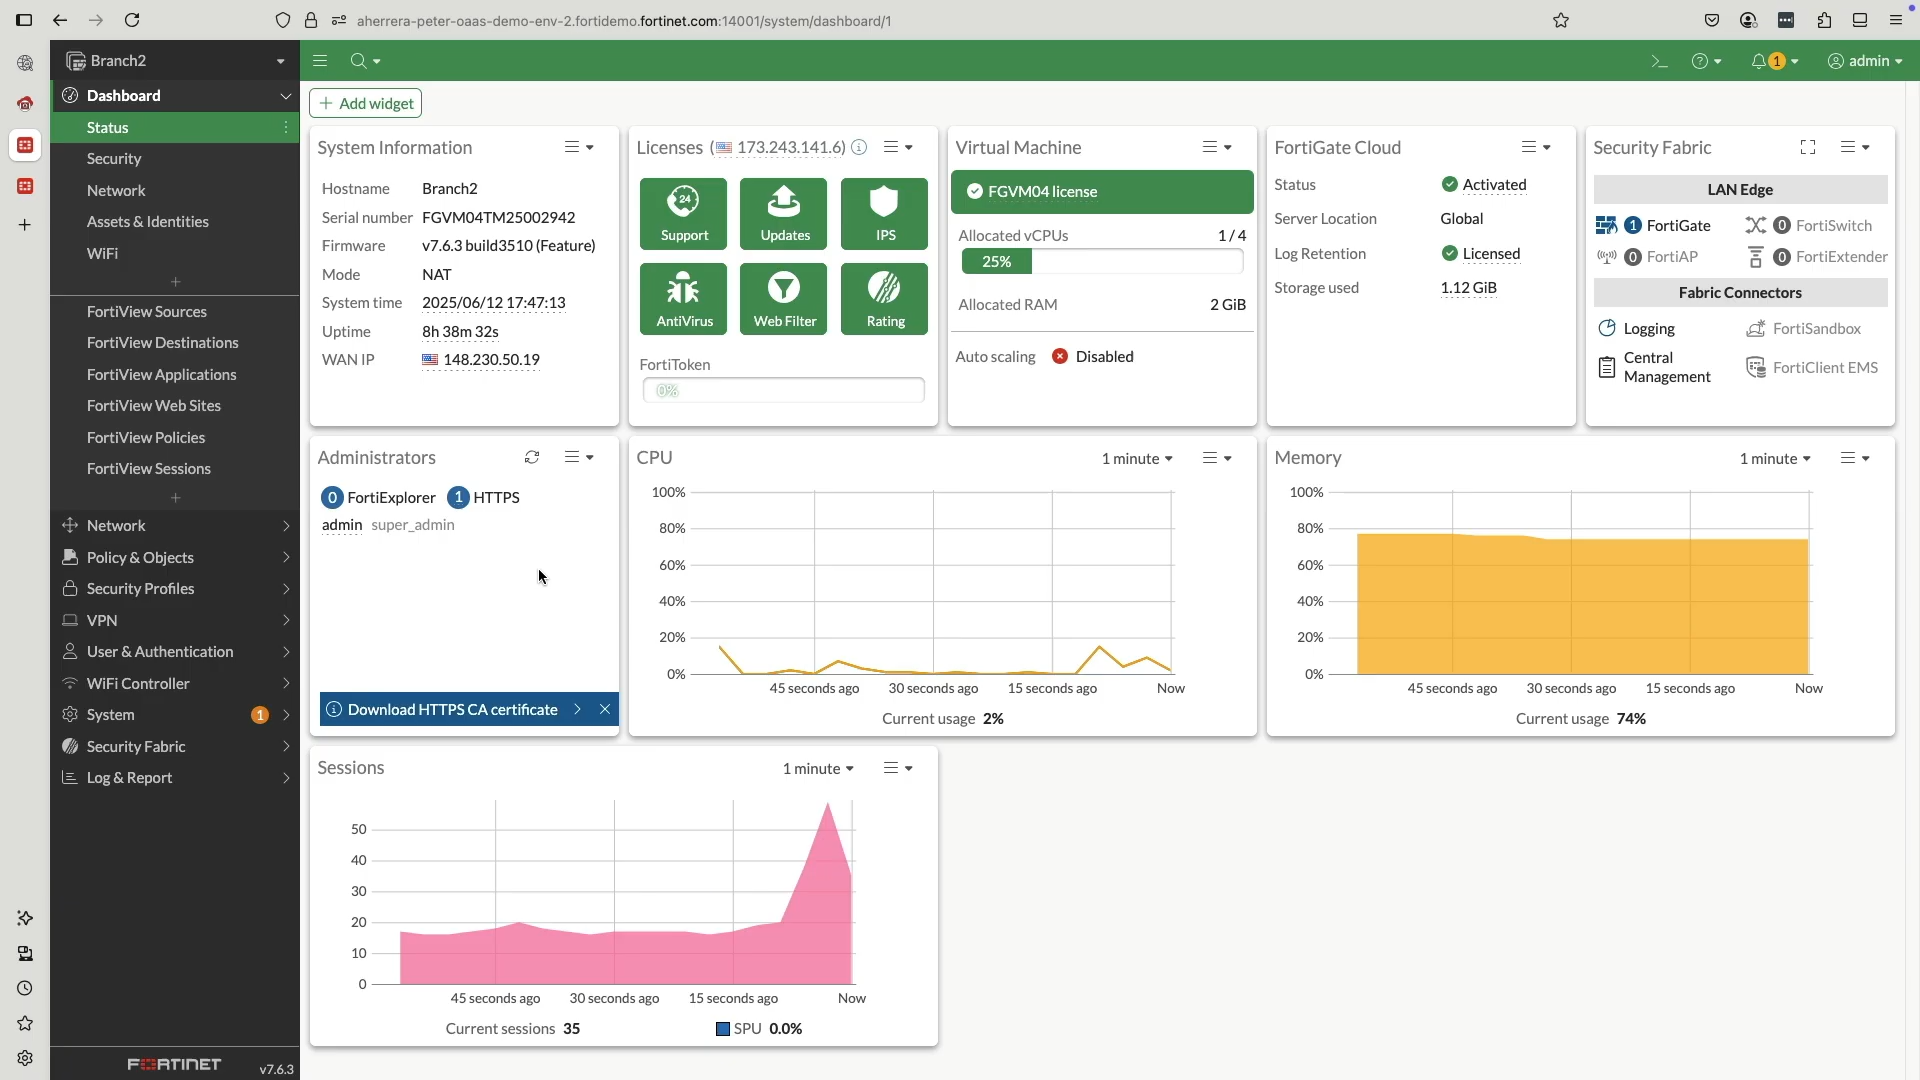 aherrera-peter-oaas-demo-env-2.fortidemo.fortinet.com:14001/system/dashboard/1
Branch2
1
admin
Dashboard
Status
Security
Network
Assets & Identities
WiFi
FortiView Sources
FortiView Destinations
FortiView Applications
FortiView Web Sites
FortiView Policies
FortiView Sessions
Network
Policy & Objects
Security Profiles
VPN
User & Authentication
WiFi Controller
System 1
Security Fabric
Log & Report
FORTINET v7.6.3
Add widget
System Information
Hostname Branch2
Serial number FGVM04TM25002942
Firmware v7.6.3 build3510 (Feature)
Mode NAT
System time 2025/06/12 17:47:13
Uptime 8h 38m 32s
WAN IP 148.230.50.19
Licenses (173.243.141.6)
24
Support Updates IPS
AntiVirus Web Filter Rating
FortiToken
0%
Virtual Machine
FGVM04 license
Allocated vCPUs 1 / 4
25%
Allocated RAM 2 GiB
Auto scaling Disabled
FortiGate Cloud
Status Activated
Server Location Global
Log Retention Licensed
Storage used 1.12 GiB
Security Fabric
LAN Edge
1 FortiGate 0 FortiSwitch
0 FortiAP 0 FortiExtender
Fabric Connectors
Logging FortiSandbox
Central Management FortiClient EMS
Administrators
0 FortiExplorer 1 HTTPS
admin super_admin
Download HTTPS CA certificate
CPU 1 minute
100%
80%
60%
40%
20%
0%
45 seconds ago 30 seconds ago 15 seconds ago Now
Current usage 2%
Memory 1 minute
100%
80%
60%
40%
20%
0%
45 seconds ago 30 seconds ago 15 seconds ago Now
Current usage 74%
Sessions 1 minute
50
40
30
20
10
0
45 seconds ago 30 seconds ago 15 seconds ago Now
Current sessions 35 SPU 0.0%